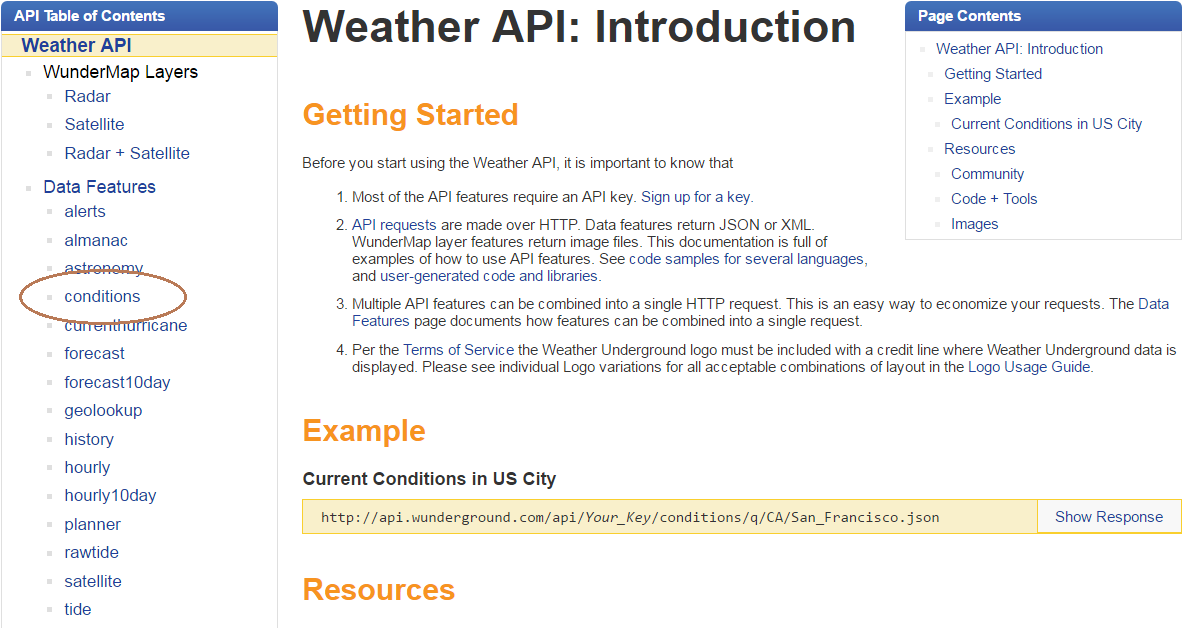 API Table of Contents
Weather API
WunderMap Layers
Radar
Satellite
Radar + Satellite
Data Features
alerts
almanac
astronomy
conditions
currenthurricane
forecast
forecast10day
geolookup
history
hourly
hourly10day
planner
rawtide
satellite
tide
Weather API: Introduction
Getting Started
Before you start using the Weather API, it is important to know that
1. Most of the API features require an API key. Sign up for a key.
2. API requests are made over HTTP. Data features return JSON or XML.
WunderMap layer features return image files. This documentation is full of
examples of how to use API features. See code samples for several languages,
and user-generated code and libraries.
3. Multiple API features can be combined into a single HTTP request. This is an easy way to economize your requests. The Data
Features page documents how features can be combined into a single request.
4. Per the Terms of Service the Weather Underground logo must be included with a credit line where Weather Underground data is
displayed. Please see individual Logo variations for all acceptable combinations of layout in the Logo Usage Guide.
Example
Current Conditions in US City
http://api.wunderground.com/api/Your_Key/conditions/q/CA/San_Francisco.json
Show Response
Resources
Page Contents
Weather API: Introduction
Getting Started
Example
Current Conditions in US City
Resources
Community
Code + Tools
Images